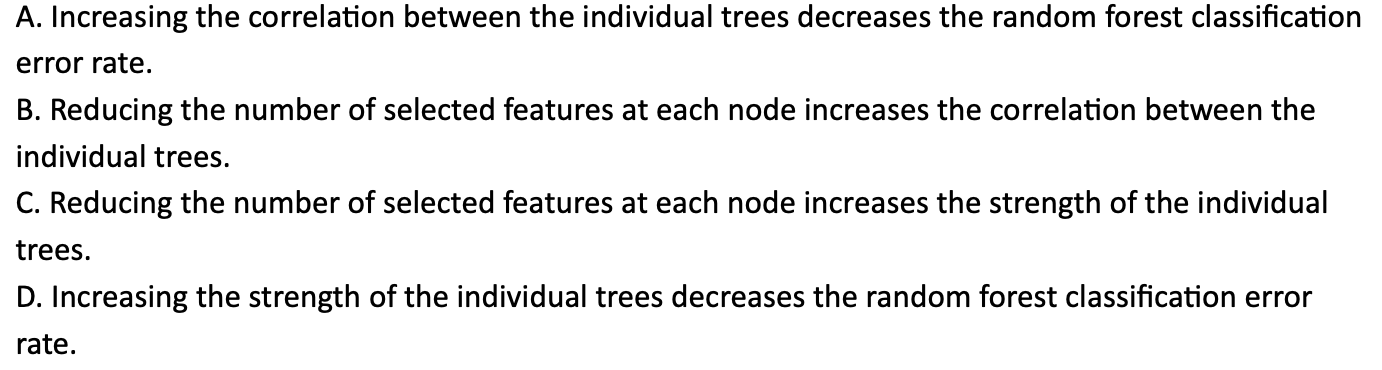 A. Increasing the correlation between the individual trees decreases the random forest classification
error rate.
B. Reducing the number of selected features at each node increases the correlation between the
individual trees.
C. Reducing the number of selected features at each node increases the strength of the individual
trees.
D. Increasing the strength of the individual trees decreases the random forest classification error
rate.